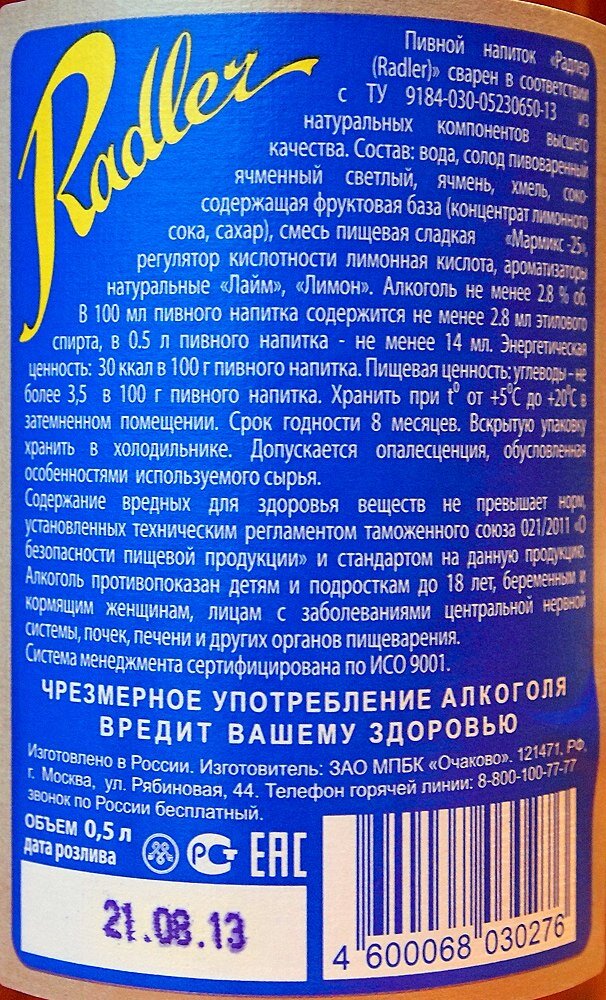 Radler
Пивной напиток «Радлер
(Radler)» сварен в соответствии
с ТУ 9184-030-05230650-13 из
натуральных компонентов высшего
качества. Состав: вода, солод пивоваренный
ячменный светлый, ячмень, хмель, соко-
содержащая фруктовая база (концентрат лимонного
сока, сахар), смесь пищевая сладкая «Мармикс -25»,
регулятор кислотности лимонная кислота, ароматизаторы
натуральные «Лайм», «Лимон». Алкоголь не менее 2.8 % об.
В 100 мл пивного напитка содержится не менее 2.8 мл этилового
спирта, в 0.5 л пивного напитка - не менее 14 мл. Энергетическая
ценность: 30 ккал в 100 г пивного напитка. Пищевая ценность: углеводы - не
более 3,5 в 100 г пивного напитка. Хранить при t⁰ от +5⁰С до +20⁰С в
затемненном помещении. Срок годности 8 месяцев. Вскрытую упаковку
хранить в холодильнике. Допускается опалесценция, обусловленная
особенностями используемого сырья.
Содержание вредных для здоровья веществ не превышает норм,
установленных техническим регламентом таможенного союза 021/2011 «О
безопасности пищевой продукции» и стандартом на данную продукцию.
Алкоголь противопоказан детям и подросткам до 18 лет, беременным и
кормящим женщинам, лицам с заболеваниями центральной нервной
системы, почек, печени и других органов пищеварения.
Система менеджмента сертифицирована по ИСО 9001.
ЧРЕЗМЕРНОЕ УПОТРЕБЛЕНИЕ АЛКОГОЛЯ
ВРЕДИТ ВАШЕМУ ЗДОРОВЬЮ
Изготовлено в России. Изготовитель: ЗАО МПБК «Очаково». 121471, РФ,
г. Москва, ул. Рябиновая, 44. Телефон горячей линии: 8-800-100-77-77
звонок по России бесплатный.
ОБЪЕМ 0,5 л
дата розлива
РСТ EAC
21.08.13
4 600068 030276